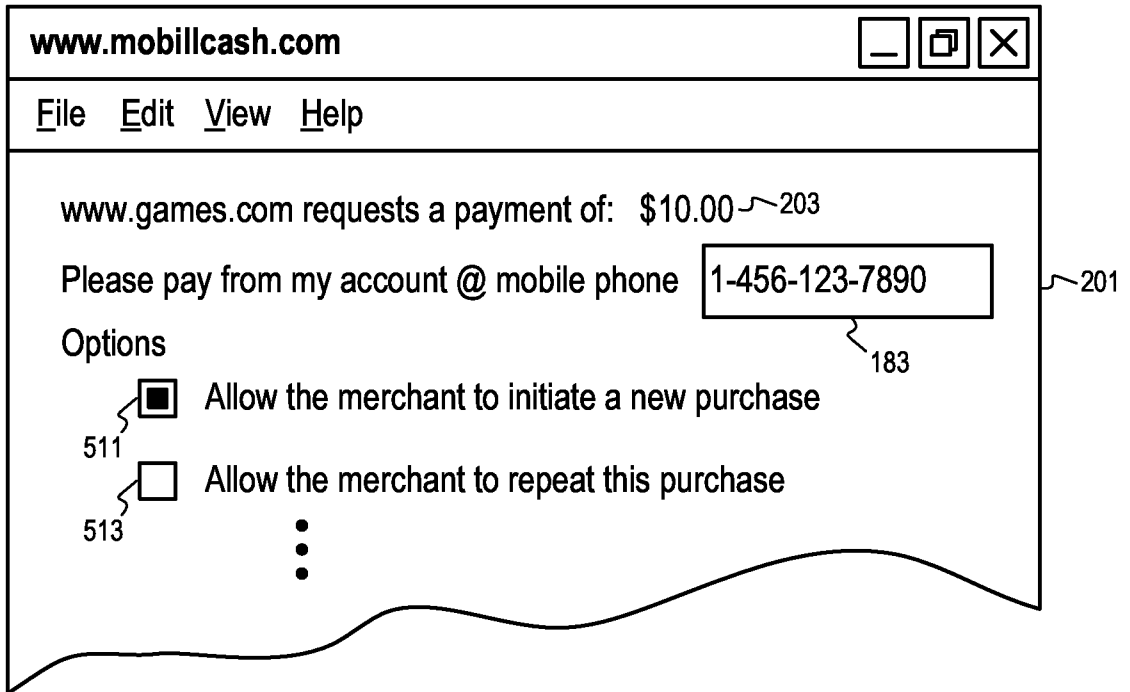 www.mobillcash.com
File Edit View Help
www.games.com requests a payment of: $10.00 203
Please pay from my account @ mobile phone 1-456-123-7890 201
183
Options
Allow the merchant to initiate a new purchase
511
Allow the merchant to repeat this purchase
513